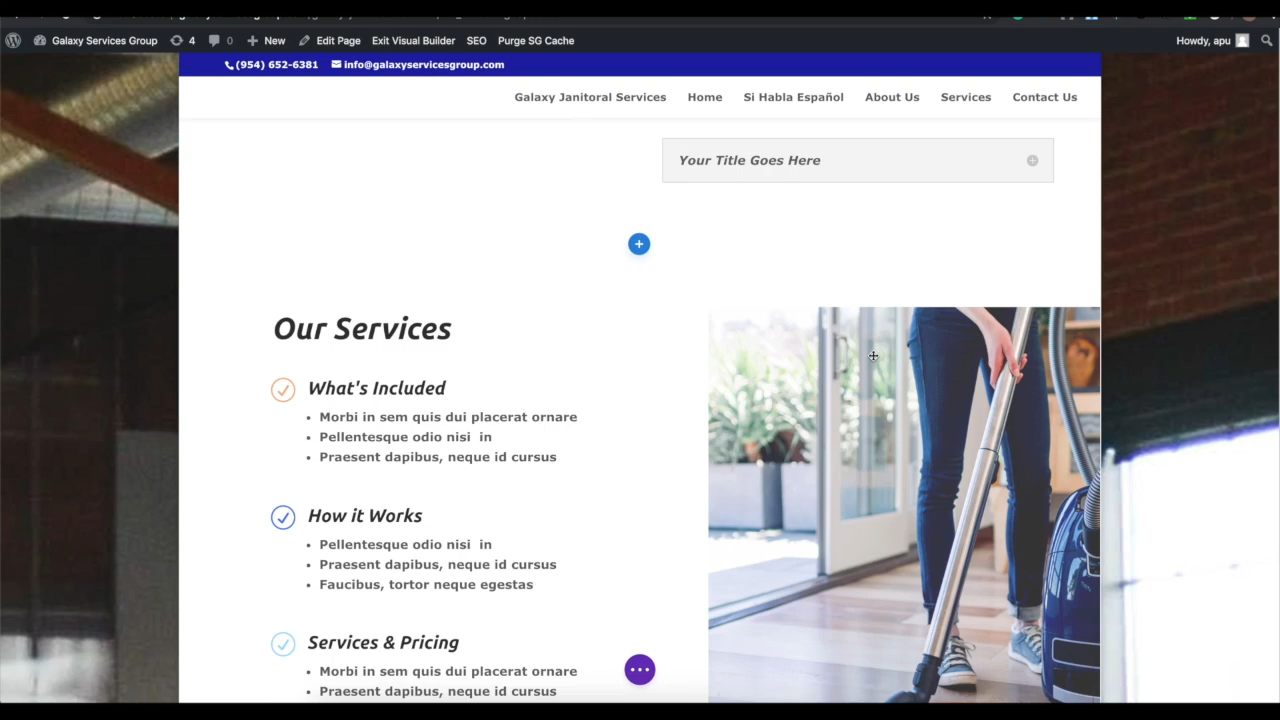 Galaxy Services Group 4 0 New Edit Page Exit Visual Builder SEO Purge SG Cache Howdy, apu
(954) 652-6381 info@galaxyservicesgroup.com
Galaxy Janitoral Services Home Si Habla Español About Us Services Contact Us
Your Title Goes Here
Our Services
What's Included
• Morbi in sem quis dui placerat ornare
• Pellentesque odio nisi in
• Praesent dapibus, neque id cursus
How it Works
• Pellentesque odio nisi in
• Praesent dapibus, neque id cursus
• Faucibus, tortor neque egestas
Services & Pricing
• Morbi in sem quis dui placerat ornare
• Praesent dapibus, neque id cursus